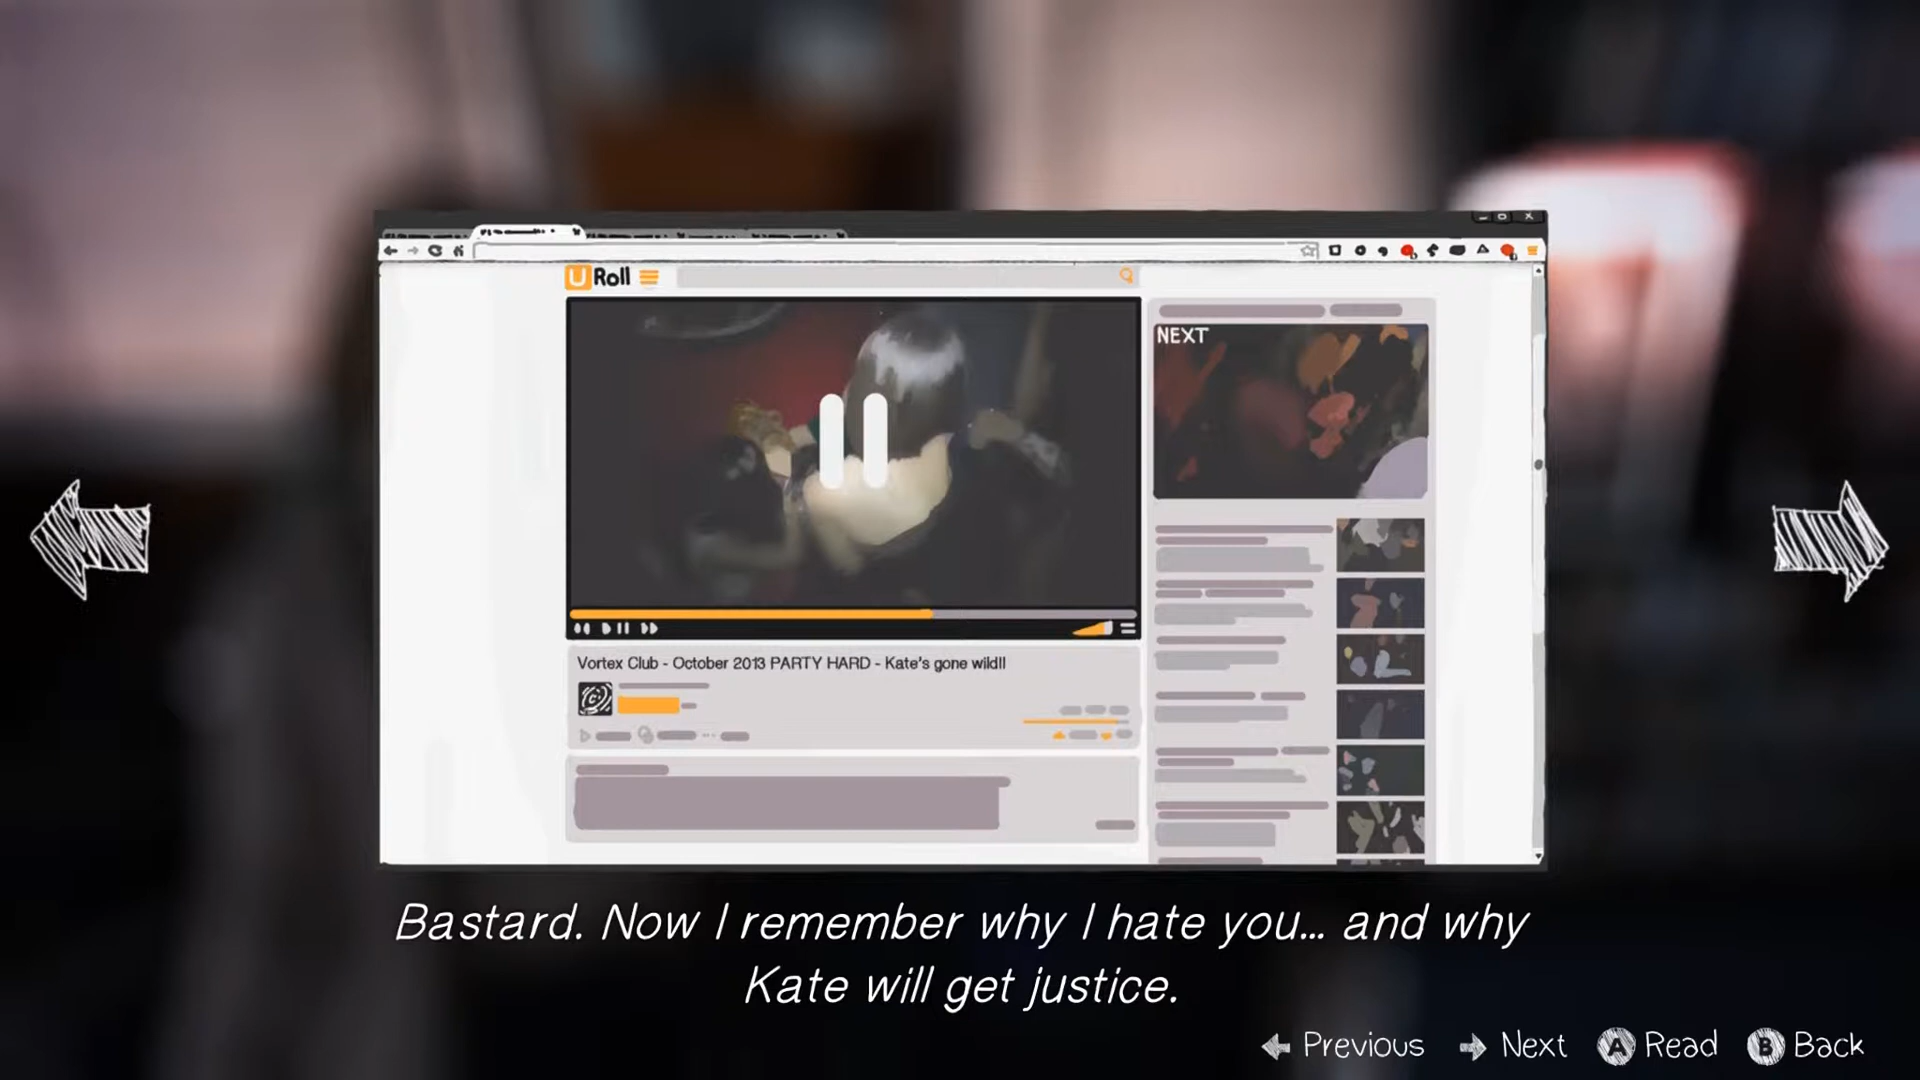 U Roll
NEXT
Vortex Club - October 2013 PARTY HARD - Kate's gone wild!!
Bastard. Now I remember why I hate you... and why
Kate will get justice.
Previous Next A Read B Back